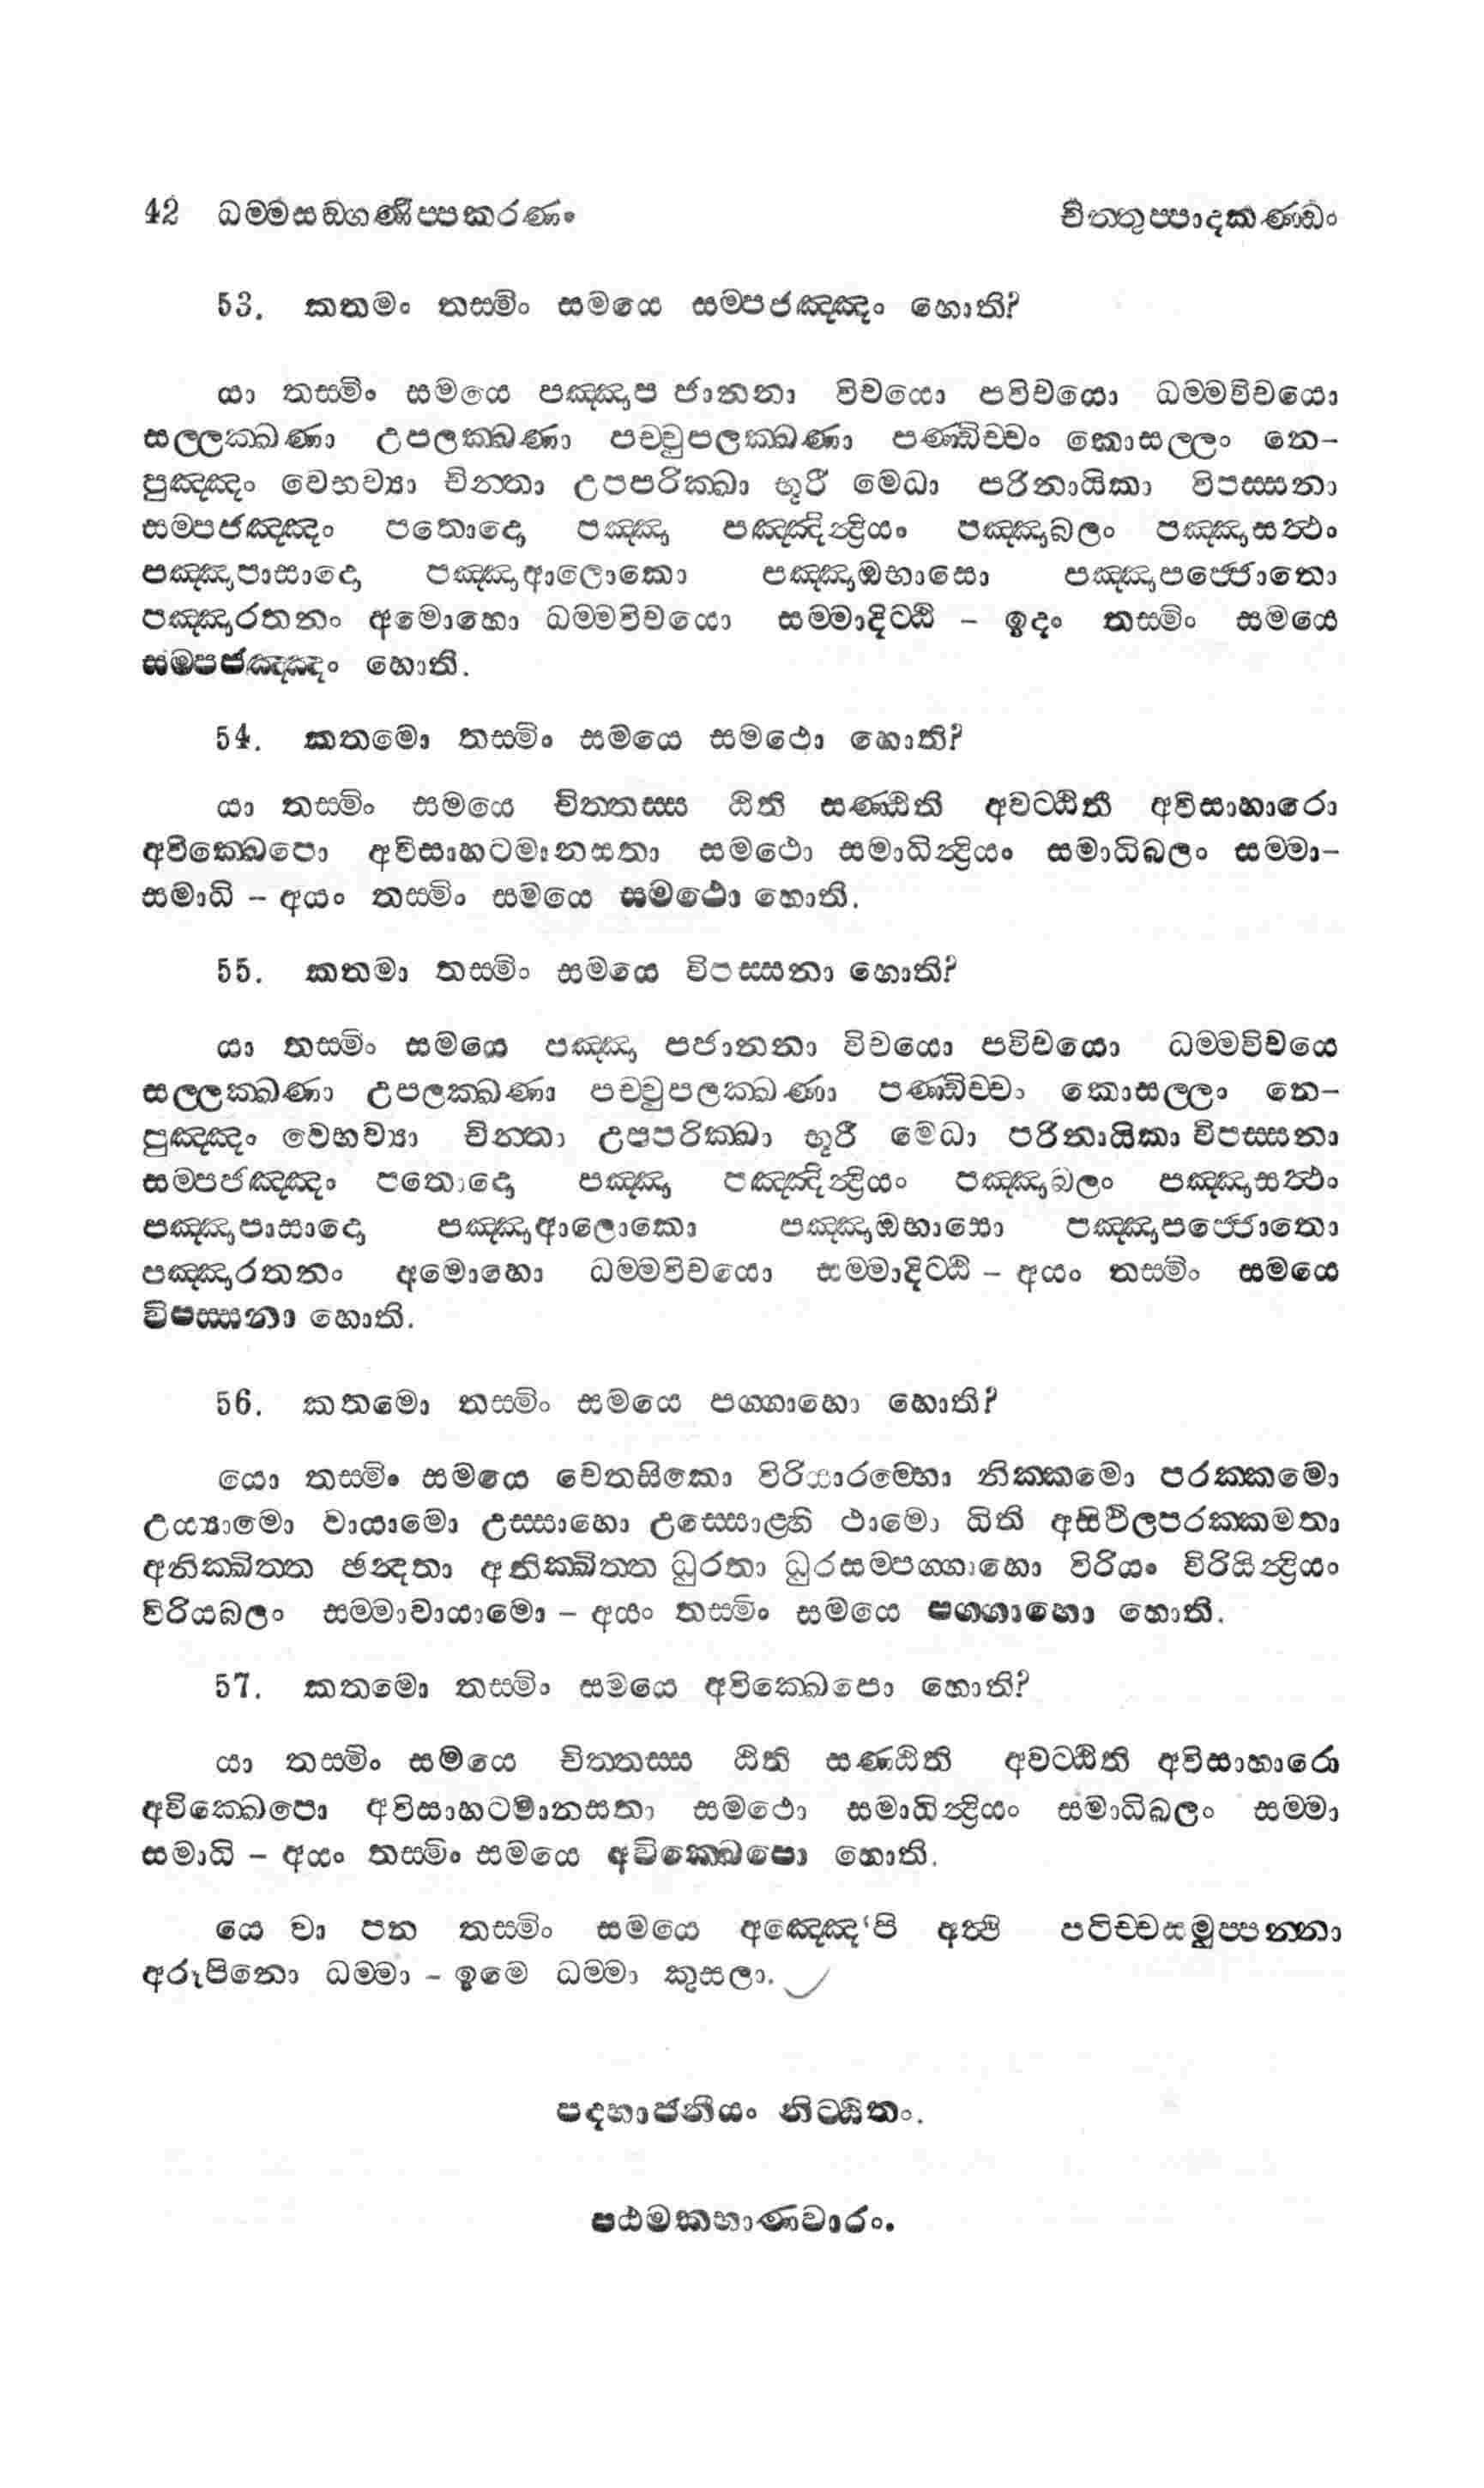 42 ධම්මසඞ්ගණීප්පකරණං චිත්තුප්පාදකණ්ඩං
53. කතමං තස්මිං සමයෙ සම්පජඤ්ඤං හොති?
යා තස්මිං සමයෙ පඤ්ඤාප ජානනා විචයො පවිචයො ධම්මවිචයො
සල්ලක්ඛණා උපලක්ඛණා පච්චුපලක්ඛණා පණ්ඩිච්චං කොසල්ලං නෙ-
පුඤ්ඤං වෙභව්‍යා චින්තා උපපරික්ඛා භූරී මෙධා පරිනායිකා විපස්සනා
සම්පජඤ්ඤං පතොදො පඤ්ඤා පඤ්ඤින්ද්‍රියං පඤ්ඤාබලං පඤ්ඤාසත්ථං
පඤ්ඤාපාසාදො පඤ්ඤාආලොකො පඤ්ඤාඔභාසො පඤ්ඤාපජ්ජොතො
පඤ්ඤාරතනං අමොහො ධම්මවිචයො සම්මාදිට්ඨි – ඉදං තස්මිං සමයෙ
සම්පජඤ්ඤං හොති.
54. කතමො තස්මිං සමයෙ සමථො හොති?
යා තස්මිං සමයෙ චිත්තස්ස ඨිති සණ්ඨිති අවට්ඨිති අවිසාහාරො
අවික්ඛෙපො අවිසාහටමානසතා සමථො සමාධින්ද්‍රියං සමාධිබලං සම්මා-
සමාධි – අයං තස්මිං සමයෙ සමථො හොති.
55. කතමා තස්මිං සමයෙ විපස්සනා හොති?
යා තස්මිං සමයෙ පඤ්ඤා පජානනා විචයො පවිචයො ධම්මවිචයෙ
සල්ලක්ඛණා උපලක්ඛණා පච්චුපලක්ඛණා පණ්ඩිච්චං කොසල්ලං නෙ-
පුඤ්ඤං වෙභව්‍යා චින්තා උපපරික්ඛා භූරී මෙධා පරිනායිකා විපස්සනා
සම්පජඤ්ඤං පතොදො පඤ්ඤා පඤ්ඤින්ද්‍රියං පඤ්ඤාබලං පඤ්ඤාසත්ථං
පඤ්ඤාපාසාදො පඤ්ඤාආලොකො පඤ්ඤාඔභාසො පඤ්ඤාපජ්ජොතො
පඤ්ඤාරතනං අමොහො ධම්මවිචයො සම්මාදිට්ඨි – අයං තස්මිං සමයෙ
විපස්සනා හොති.
56. කතමො තස්මිං සමයෙ පග්ගාහො හොති?
යො තස්මිං සමයෙ චෙතසිකො විරියාරම්භො නික්කමො පරක්කමො
උය්‍යාමො වායාමො උස්සාහො උස්සොළ්හි ථාමො ඨිති අසිථිලපරක්කමතා
අනික්ඛිත්ත ඡන්දතා අනික්ඛිත්ත ධුරතා ධුරසම්පග්ගාහො විරියං විරියින්ද්‍රියං
විරියබලං සම්මාවායාමො – අයං තස්මිං සමයෙ පග්ගාහො හොති.
57. කතමො තස්මිං සමයෙ අවික්ඛෙපො හොති?
යා තස්මිං සමයෙ චිත්තස්ස ඨිති සණ්ඨිති අවට්ඨිති අවිසාහාරො
අවික්ඛෙපො අවිසාහටමානසතා සමථො සමාධින්ද්‍රියං සමාධිබලං සම්මා
සමාධි – අයං තස්මිං සමයෙ අවික්ඛෙපො හොති.
යෙ වා පන තස්මිං සමයෙ අඤ්ඤෙ‘පි අත්ථි පටිච්චසමුප්පන්නා
අරූපිනො ධම්මා – ඉමෙ ධම්මා කුසලා.
පදභාජනීයං නිට්ඨිතං.
පඨමකභාණවාරං.